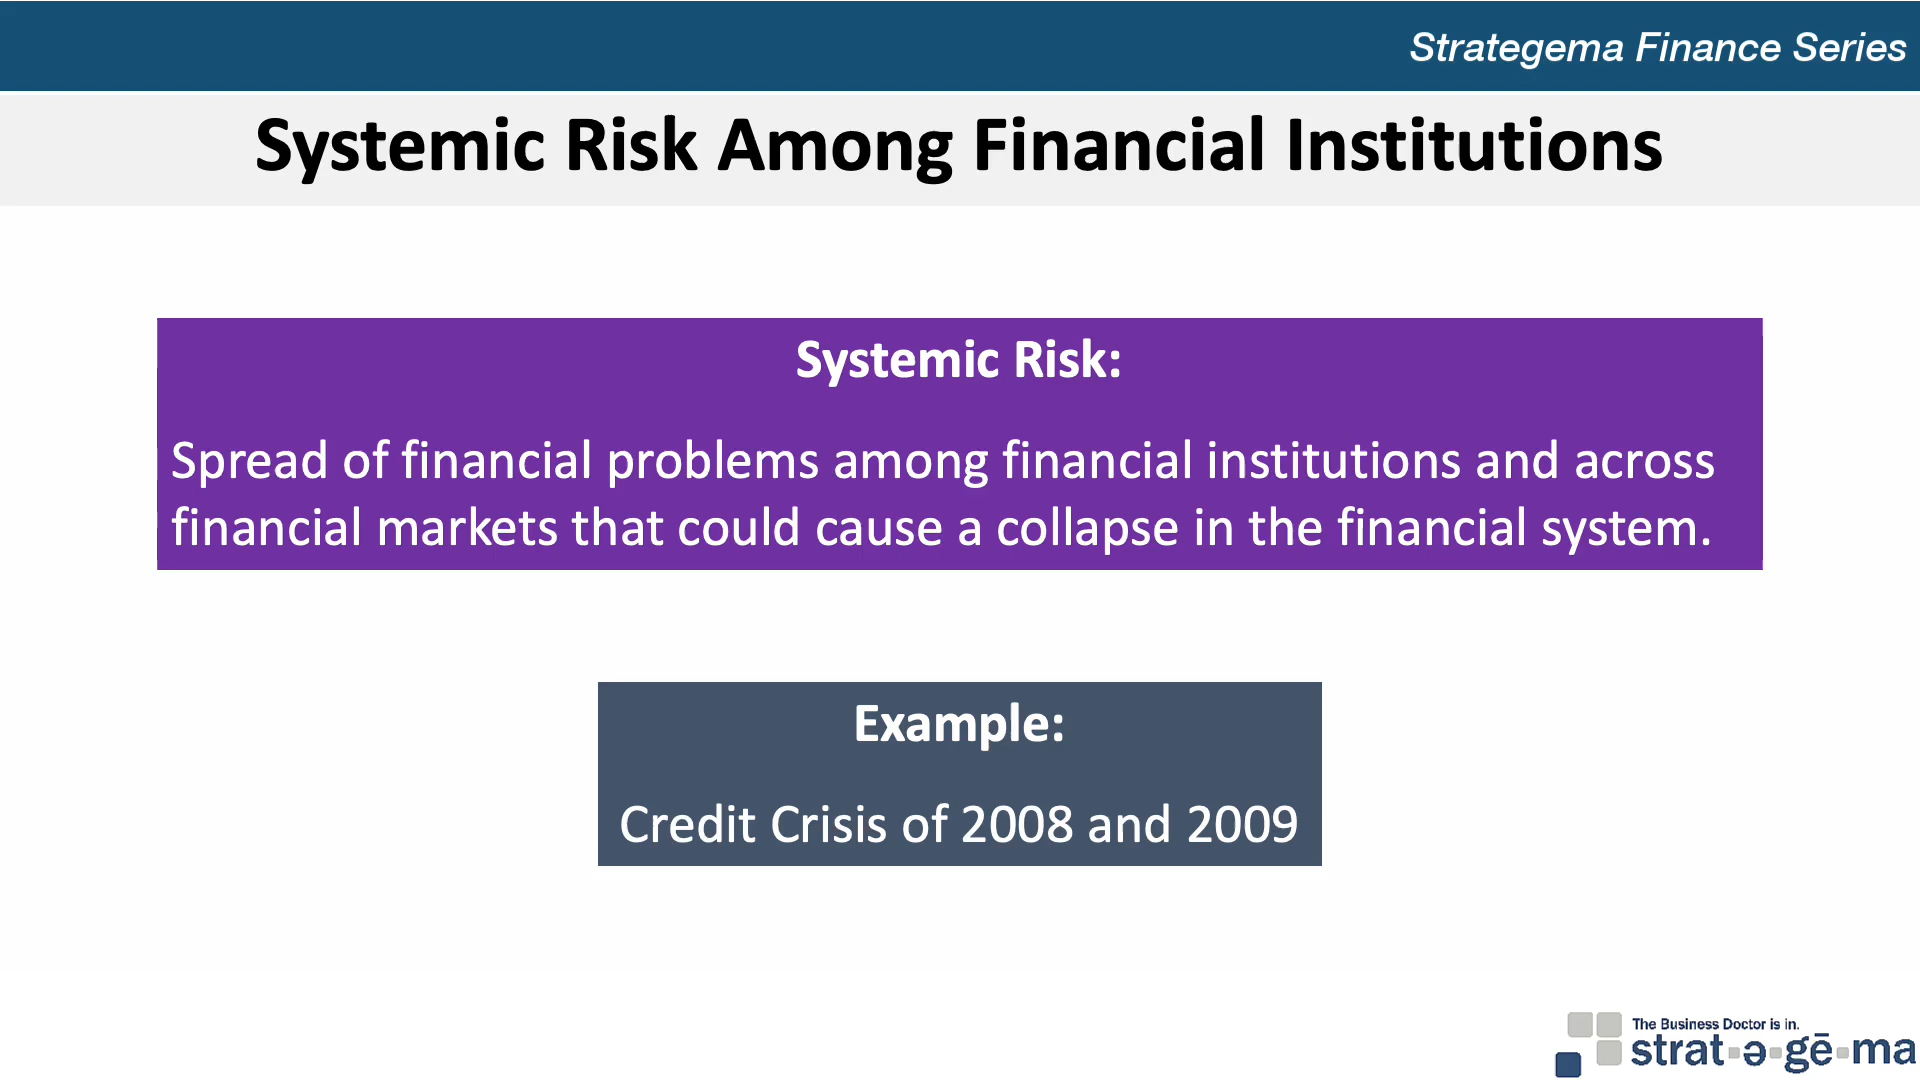 Strategema Finance Series
Systemic Risk Among Financial Institutions
Systemic Risk:
Spread of financial problems among financial institutions and across
financial markets that could cause a collapse in the financial system.
Example:
Credit Crisis of 2008 and 2009
The Business Doctor is in.
strat▪ə▪gē▪ma